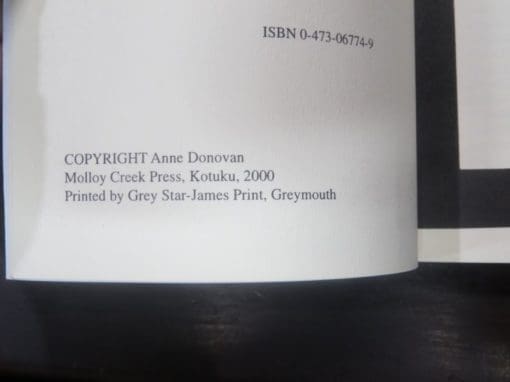 ISBN 0-473-06774-9
COPYRIGHT Anne Donovan
Molloy Creek Press, Kotuku, 2000
Printed by Grey Star-James Print, Greymouth